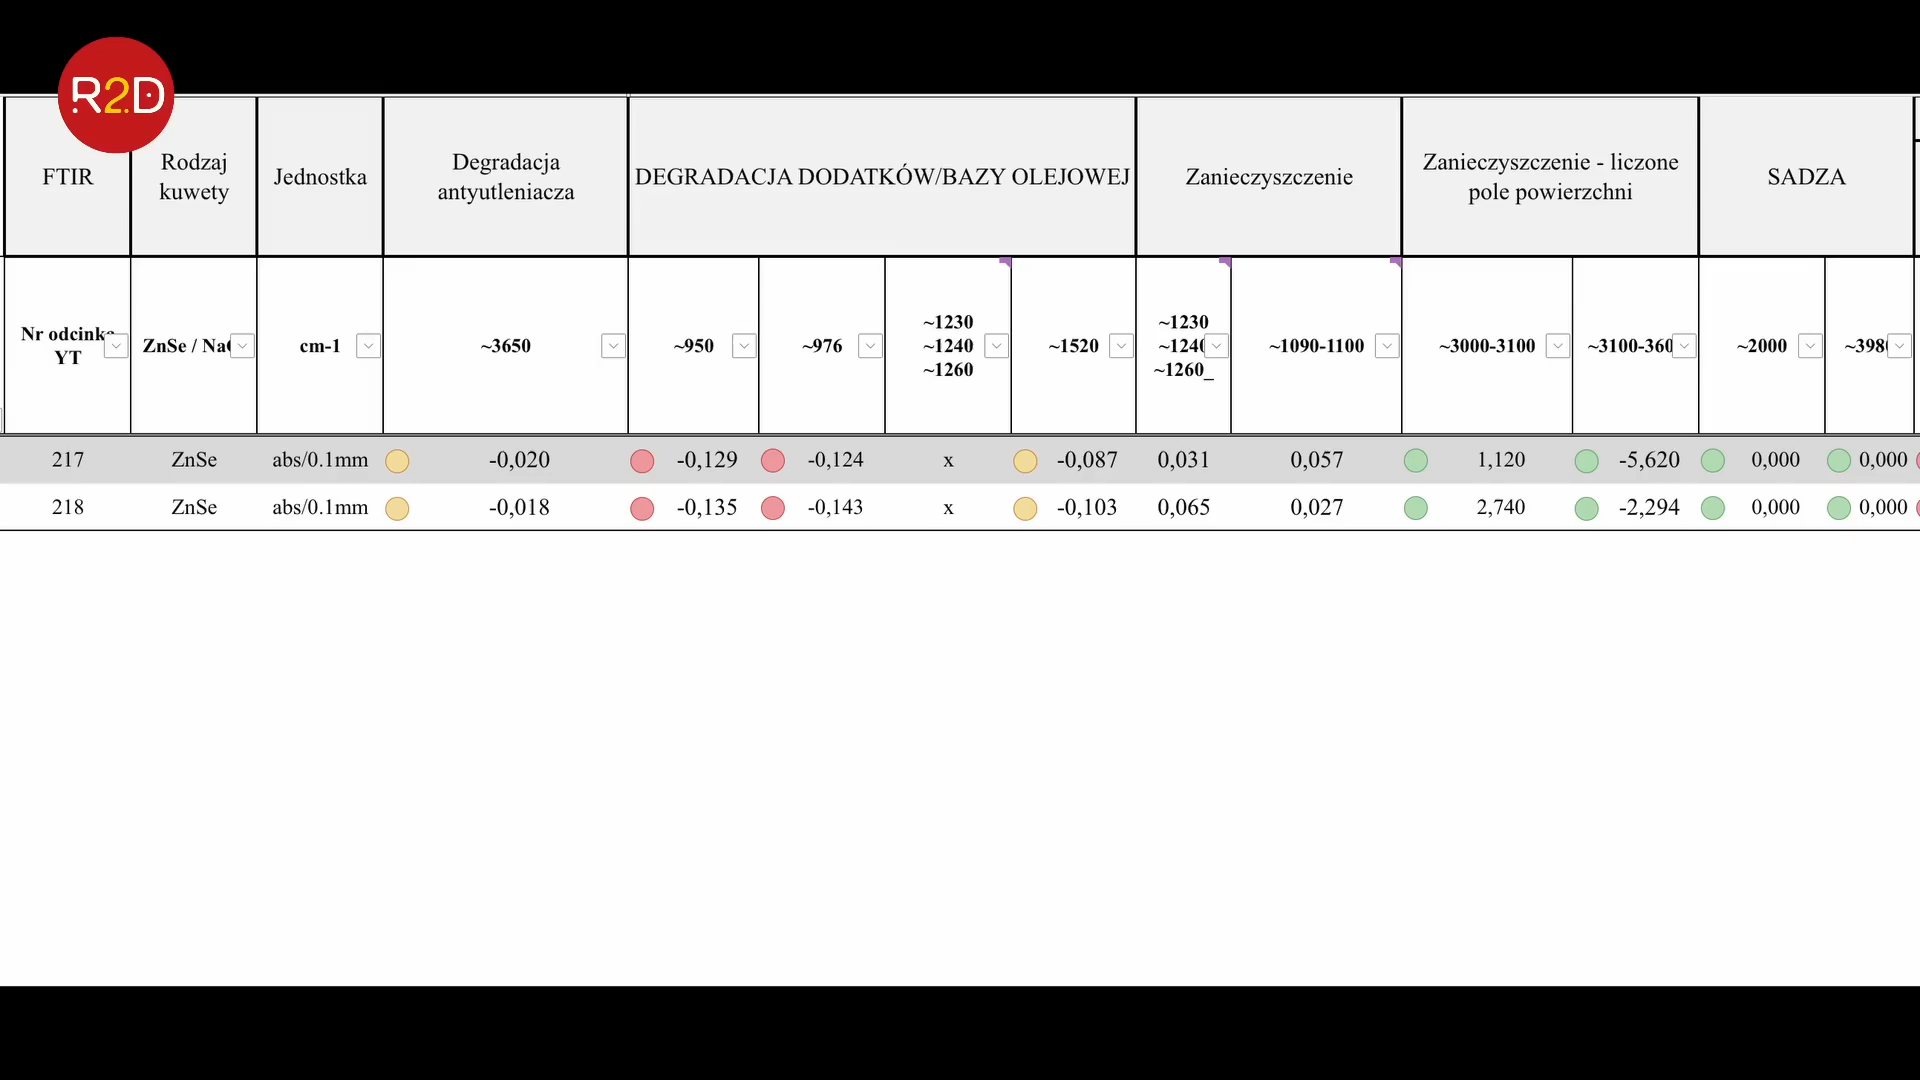 R2D
FTIR
Rodzaj
kuwety
Jednostka
Degradacja
antyutleniacza
DEGRADACJA DODATKÓW/BAZY OLEJOWEJ
Zanieczyszczenie
Zanieczyszczenie - liczone
pole powierzchni
SADZA
Nr odcinka
YT
ZnSe /
cm-1
~3650
~950
~976
~1230
~1240
~1260
~1520
~1230
~1240
~1260_
~1090-1100
~3000-3100
~3100-360
~2000
~398
217 ZnSe abs/0.1mm -0,020 -0,129 -0,124 x -0,087 0,031 0,057 1,120 -5,620 0,000 0,000
218 ZnSe abs/0.1mm -0,018 -0,135 -0,143 x -0,103 0,065 0,027 2,740 -2,294 0,000 0,000